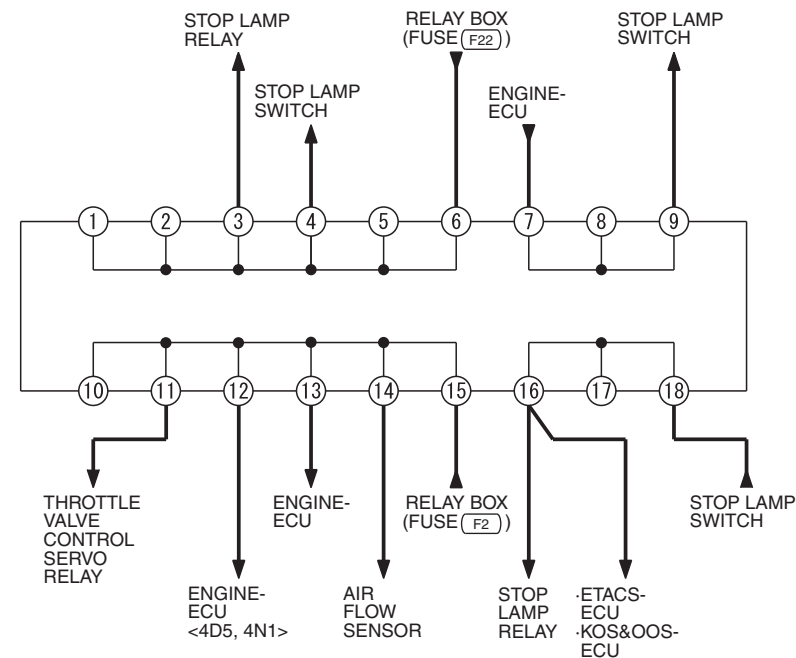 STOP LAMP
RELAY
STOP LAMP
SWITCH
RELAY BOX
(FUSE F22 )
ENGINE-
ECU
STOP LAMP
SWITCH
1 2 3 4 5 6 7 8 9
10 11 12 13 14 15 16 17 18
THROTTLE
VALVE
CONTROL
SERVO
RELAY
ENGINE-
ECU
<4D5, 4N1>
ENGINE-
ECU
AIR
FLOW
SENSOR
RELAY BOX
(FUSE F2 )
STOP
LAMP
RELAY
·ETACS-
ECU
·KOS&OOS-
ECU
STOP LAMP
SWITCH